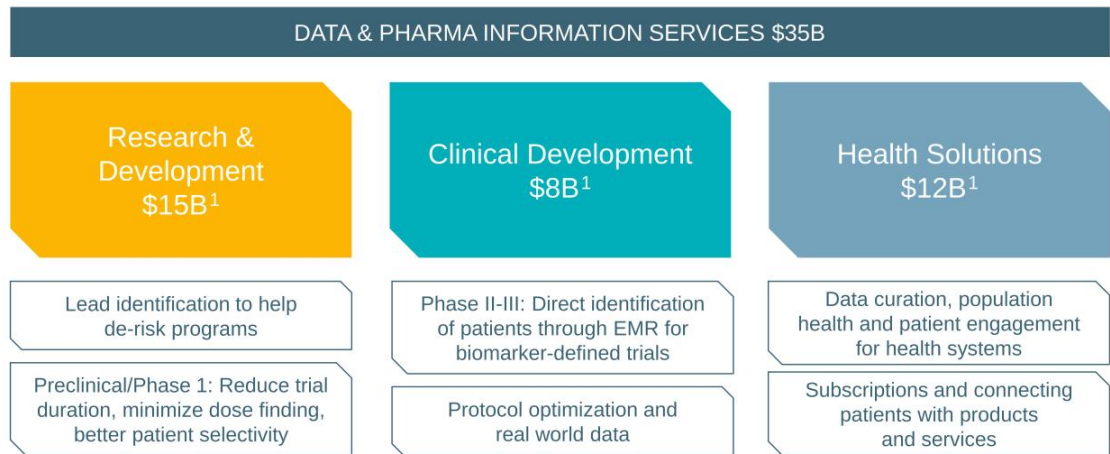 DATA & PHARMA INFORMATION SERVICES $35B
Research &
Development
$15B¹
Clinical Development
$8B¹
Health Solutions
$12B¹
Lead identification to help
de-risk programs
Preclinical/Phase 1: Reduce trial
duration, minimize dose finding,
better patient selectivity
Phase II-III: Direct identification
of patients through EMR for
biomarker-defined trials
Protocol optimization and
real world data
Data curation, population
health and patient engagement
for health systems
Subscriptions and connecting
patients with products
and services